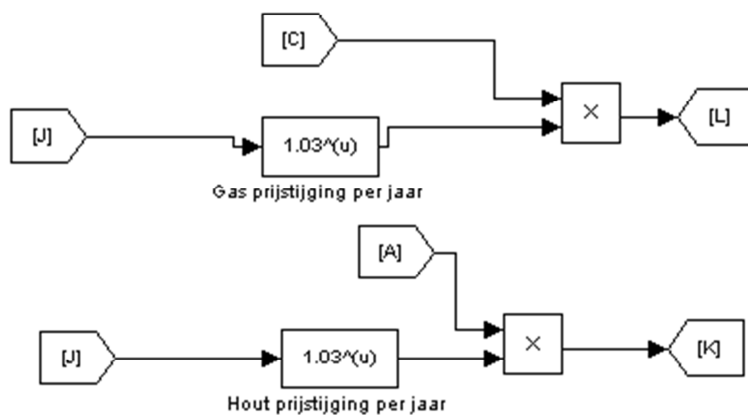 [C]
[J]
1.03^(u)
×
[L]
Gas prijstijging per jaar
[A]
[J]
1.03^(u)
×
[K]
Hout prijstijging per jaar